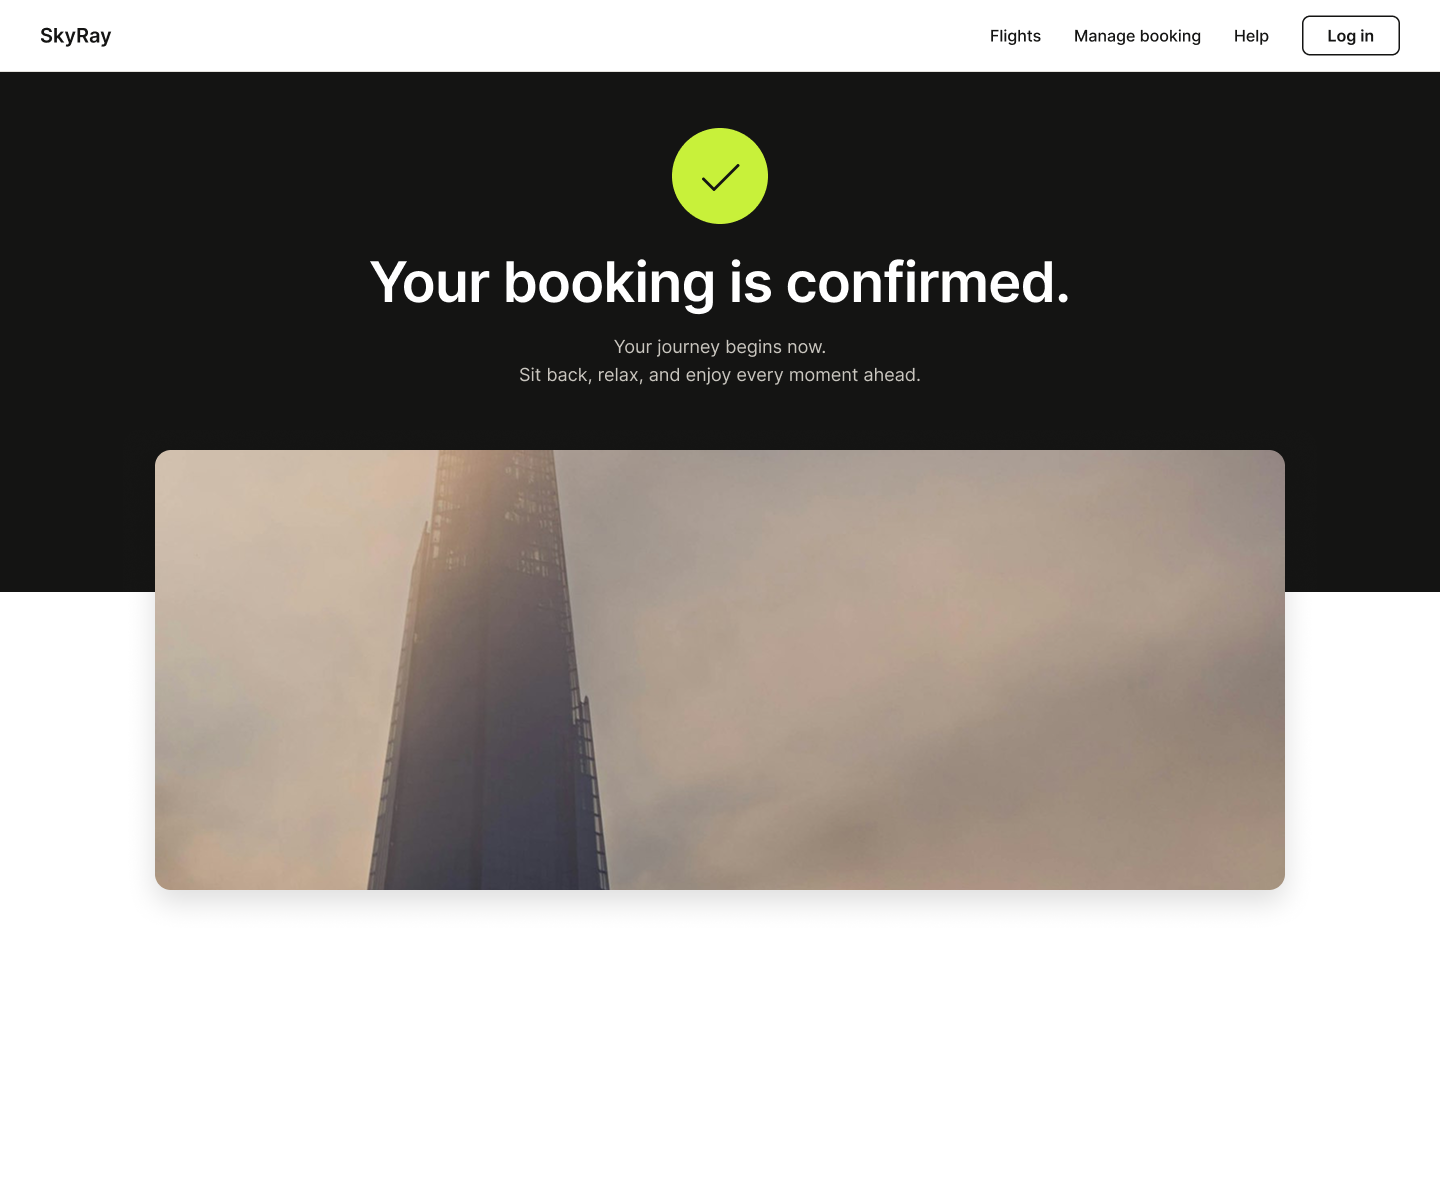 SkyRay
Flights
Manage booking
Help
Log in
Your booking is confirmed.
Your journey begins now.
Sit back, relax, and enjoy every moment ahead.